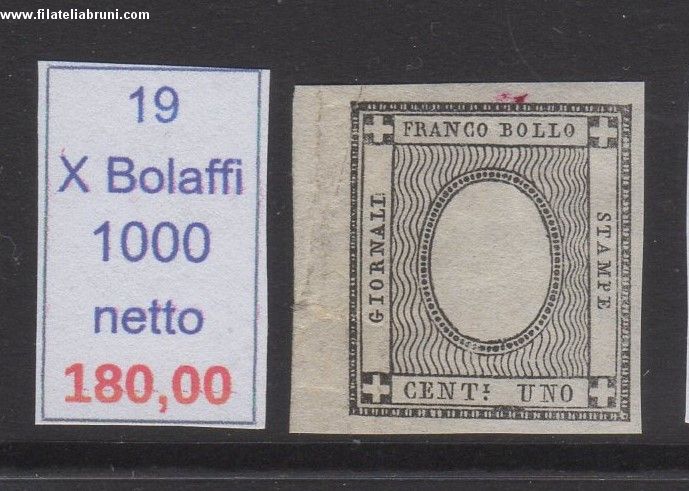 www.filateliabruni.com
19
X Bolaffi
1000
netto
180,00
FRANCO BOLLO
GIORNALI
STAMPE
CENT: UNO